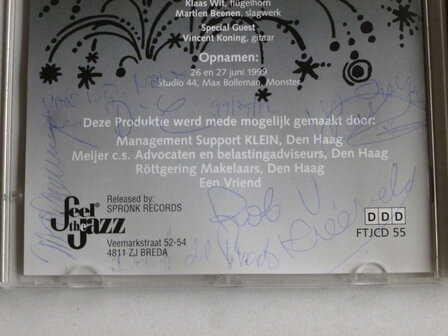 Klaas Wit, flügelhorn
Martien Beenen, slagwerk
Special Guest
Vincent Koning, gitaar
Opnamen:
26 en 27 juni 1999
Studio 44, Max Bolleman, Monster
Deze Produktie werd mede mogelijk gemaakt door:
Management Support KLEIN, Den Haag
Meijer c.s. Advocaten en belastingadviseurs, Den Haag
Röttgering Makelaars, Den Haag
Een Vriend
feel the Jazz
Released by:
SPRONK RECORDS
Veemarkstraat 52-54
4811 ZJ BREDA
Rob V
DDD
FTJCD 55